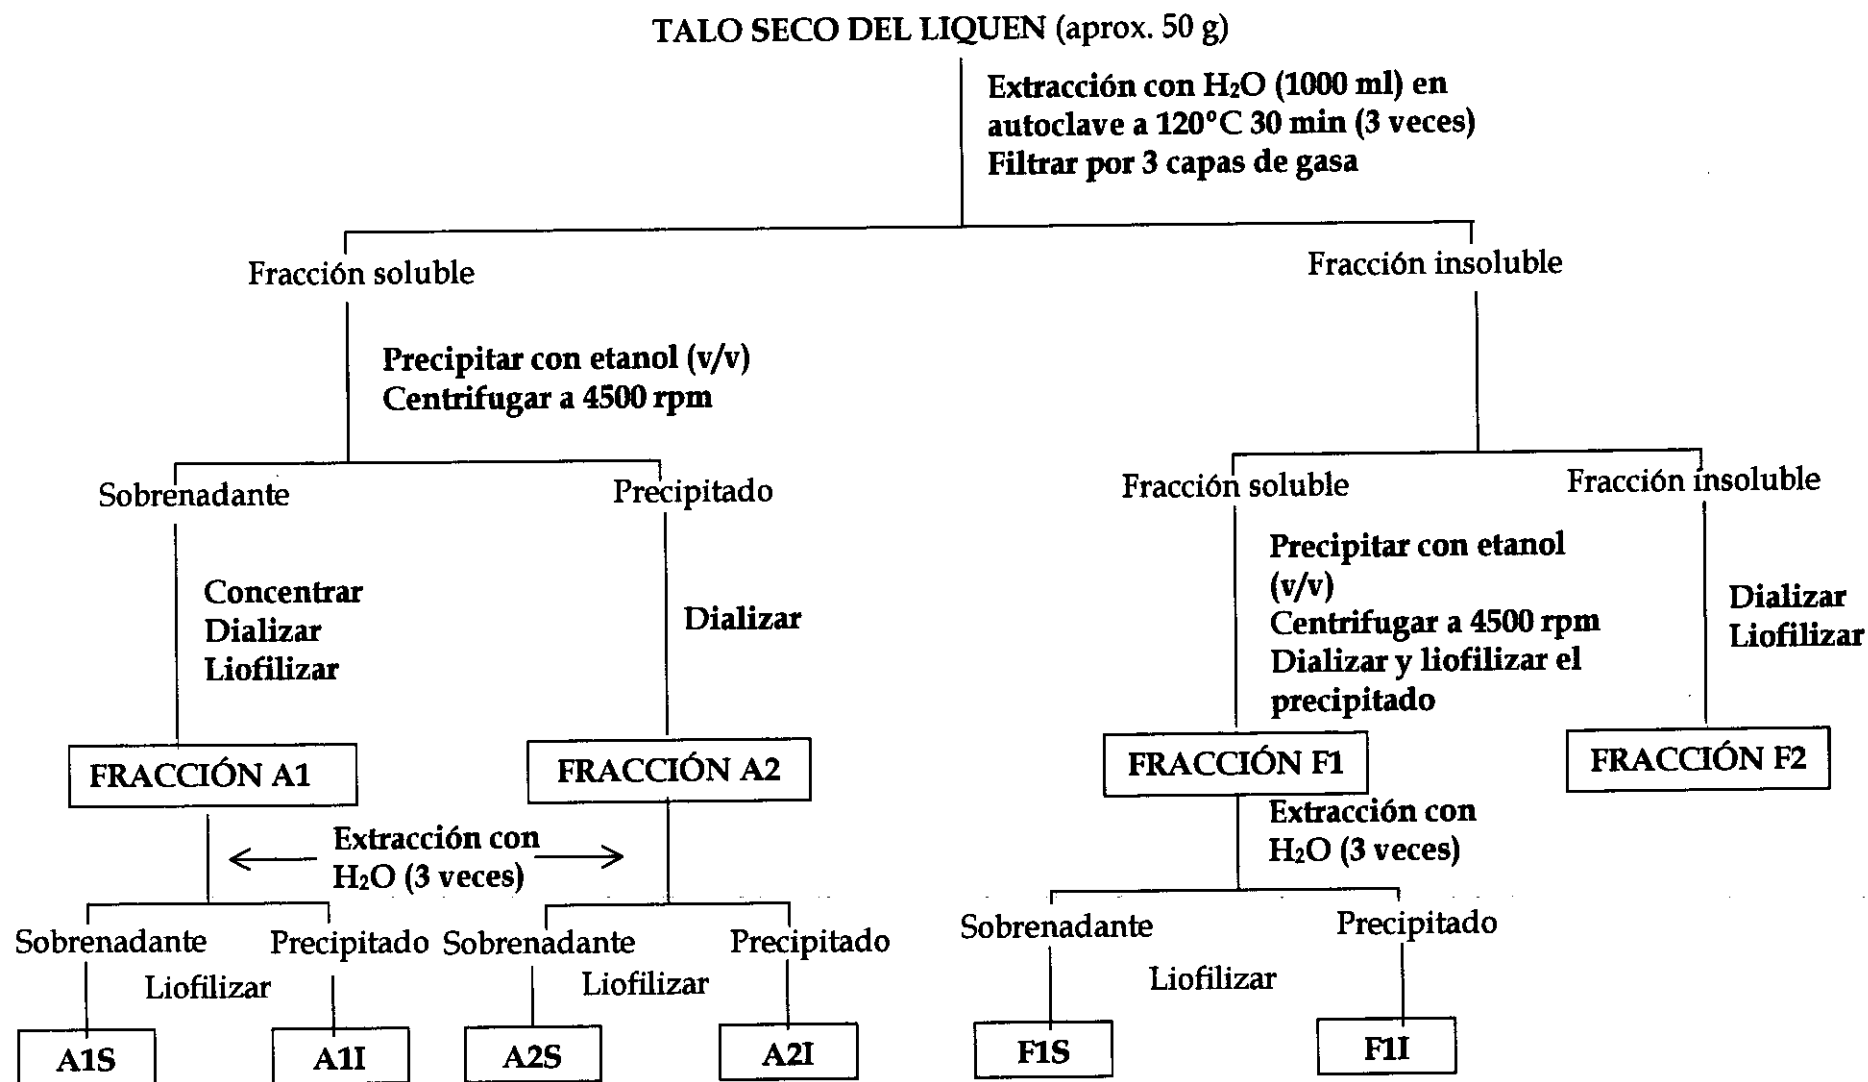 TALO SECO DEL LIQUEN (aprox. 50 g)
Extracción con H₂O (1000 ml) en
autoclave a 120°C 30 min (3 veces)
Filtrar por 3 capas de gasa
Fracción soluble
Fracción insoluble
Precipitar con etanol (v/v)
Centrifugar a 4500 rpm
Sobrenadante
Precipitado
Fracción soluble
Fracción insoluble
Concentrar
Dializar
Liofilizar
Dializar
Precipitar con etanol
(v/v)
Centrifugar a 4500 rpm
Dializar y liofilizar el
precipitado
Dializar
Liofilizar
FRACCIÓN A1
FRACCIÓN A2
FRACCIÓN F1
FRACCIÓN F2
Extracción con
H₂O (3 veces)
Extracción con
H₂O (3 veces)
Sobrenadante
Precipitado
Sobrenadante
Precipitado
Sobrenadante
Precipitado
Liofilizar
Liofilizar
Liofilizar
A1S
A1I
A2S
A2I
F1S
F1I